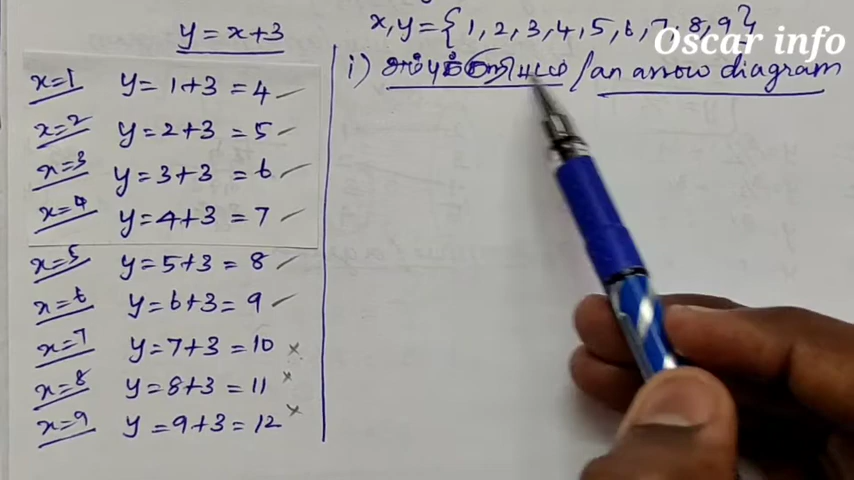 y = x+3
x=1 y= 1+3 = 4
x=2 y=2+3 = 5
x=3 y= 3+3 = 6
x=4 y=4+3 = 7
x=5 y=5+3 = 8
x=6 y=6+3 = 9
x=7 y=7+3 =10 ×
x=8 y=8+3 = 11 ×
x=9 y =9+3 = 12 ×
x,y = {1,2,3,4,5,6,7,8,9}
Oscar info
i) அம்புக்குறி படம் / an arrow diagram